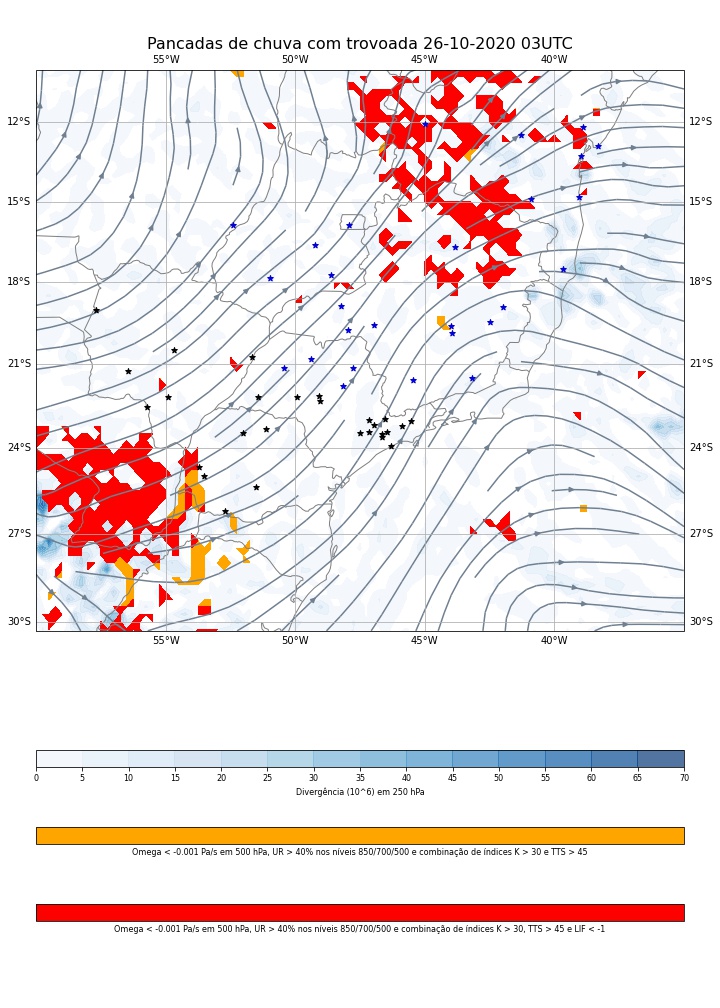 Pancadas de chuva com trovoada 26-10-2020 03UTC
55°W 50°W 45°W 40°W
12°S 12°S
15°S 15°S
18°S 18°S
21°S 21°S
24°S 24°S
27°S 27°S
30°S 30°S
55°W 50°W 45°W 40°W
0 5 10 15 20 25 30 35 40 45 50 55 60 65 70
Divergência (10^6) em 250 hPa
Omega < -0.001 Pa/s em 500 hPa, UR > 40% nos níveis 850/700/500 e combinação de índices K > 30 e TTS > 45
Omega < -0.001 Pa/s em 500 hPa, UR > 40% nos níveis 850/700/500 e combinação de índices K > 30, TTS > 45 e LIF < -1